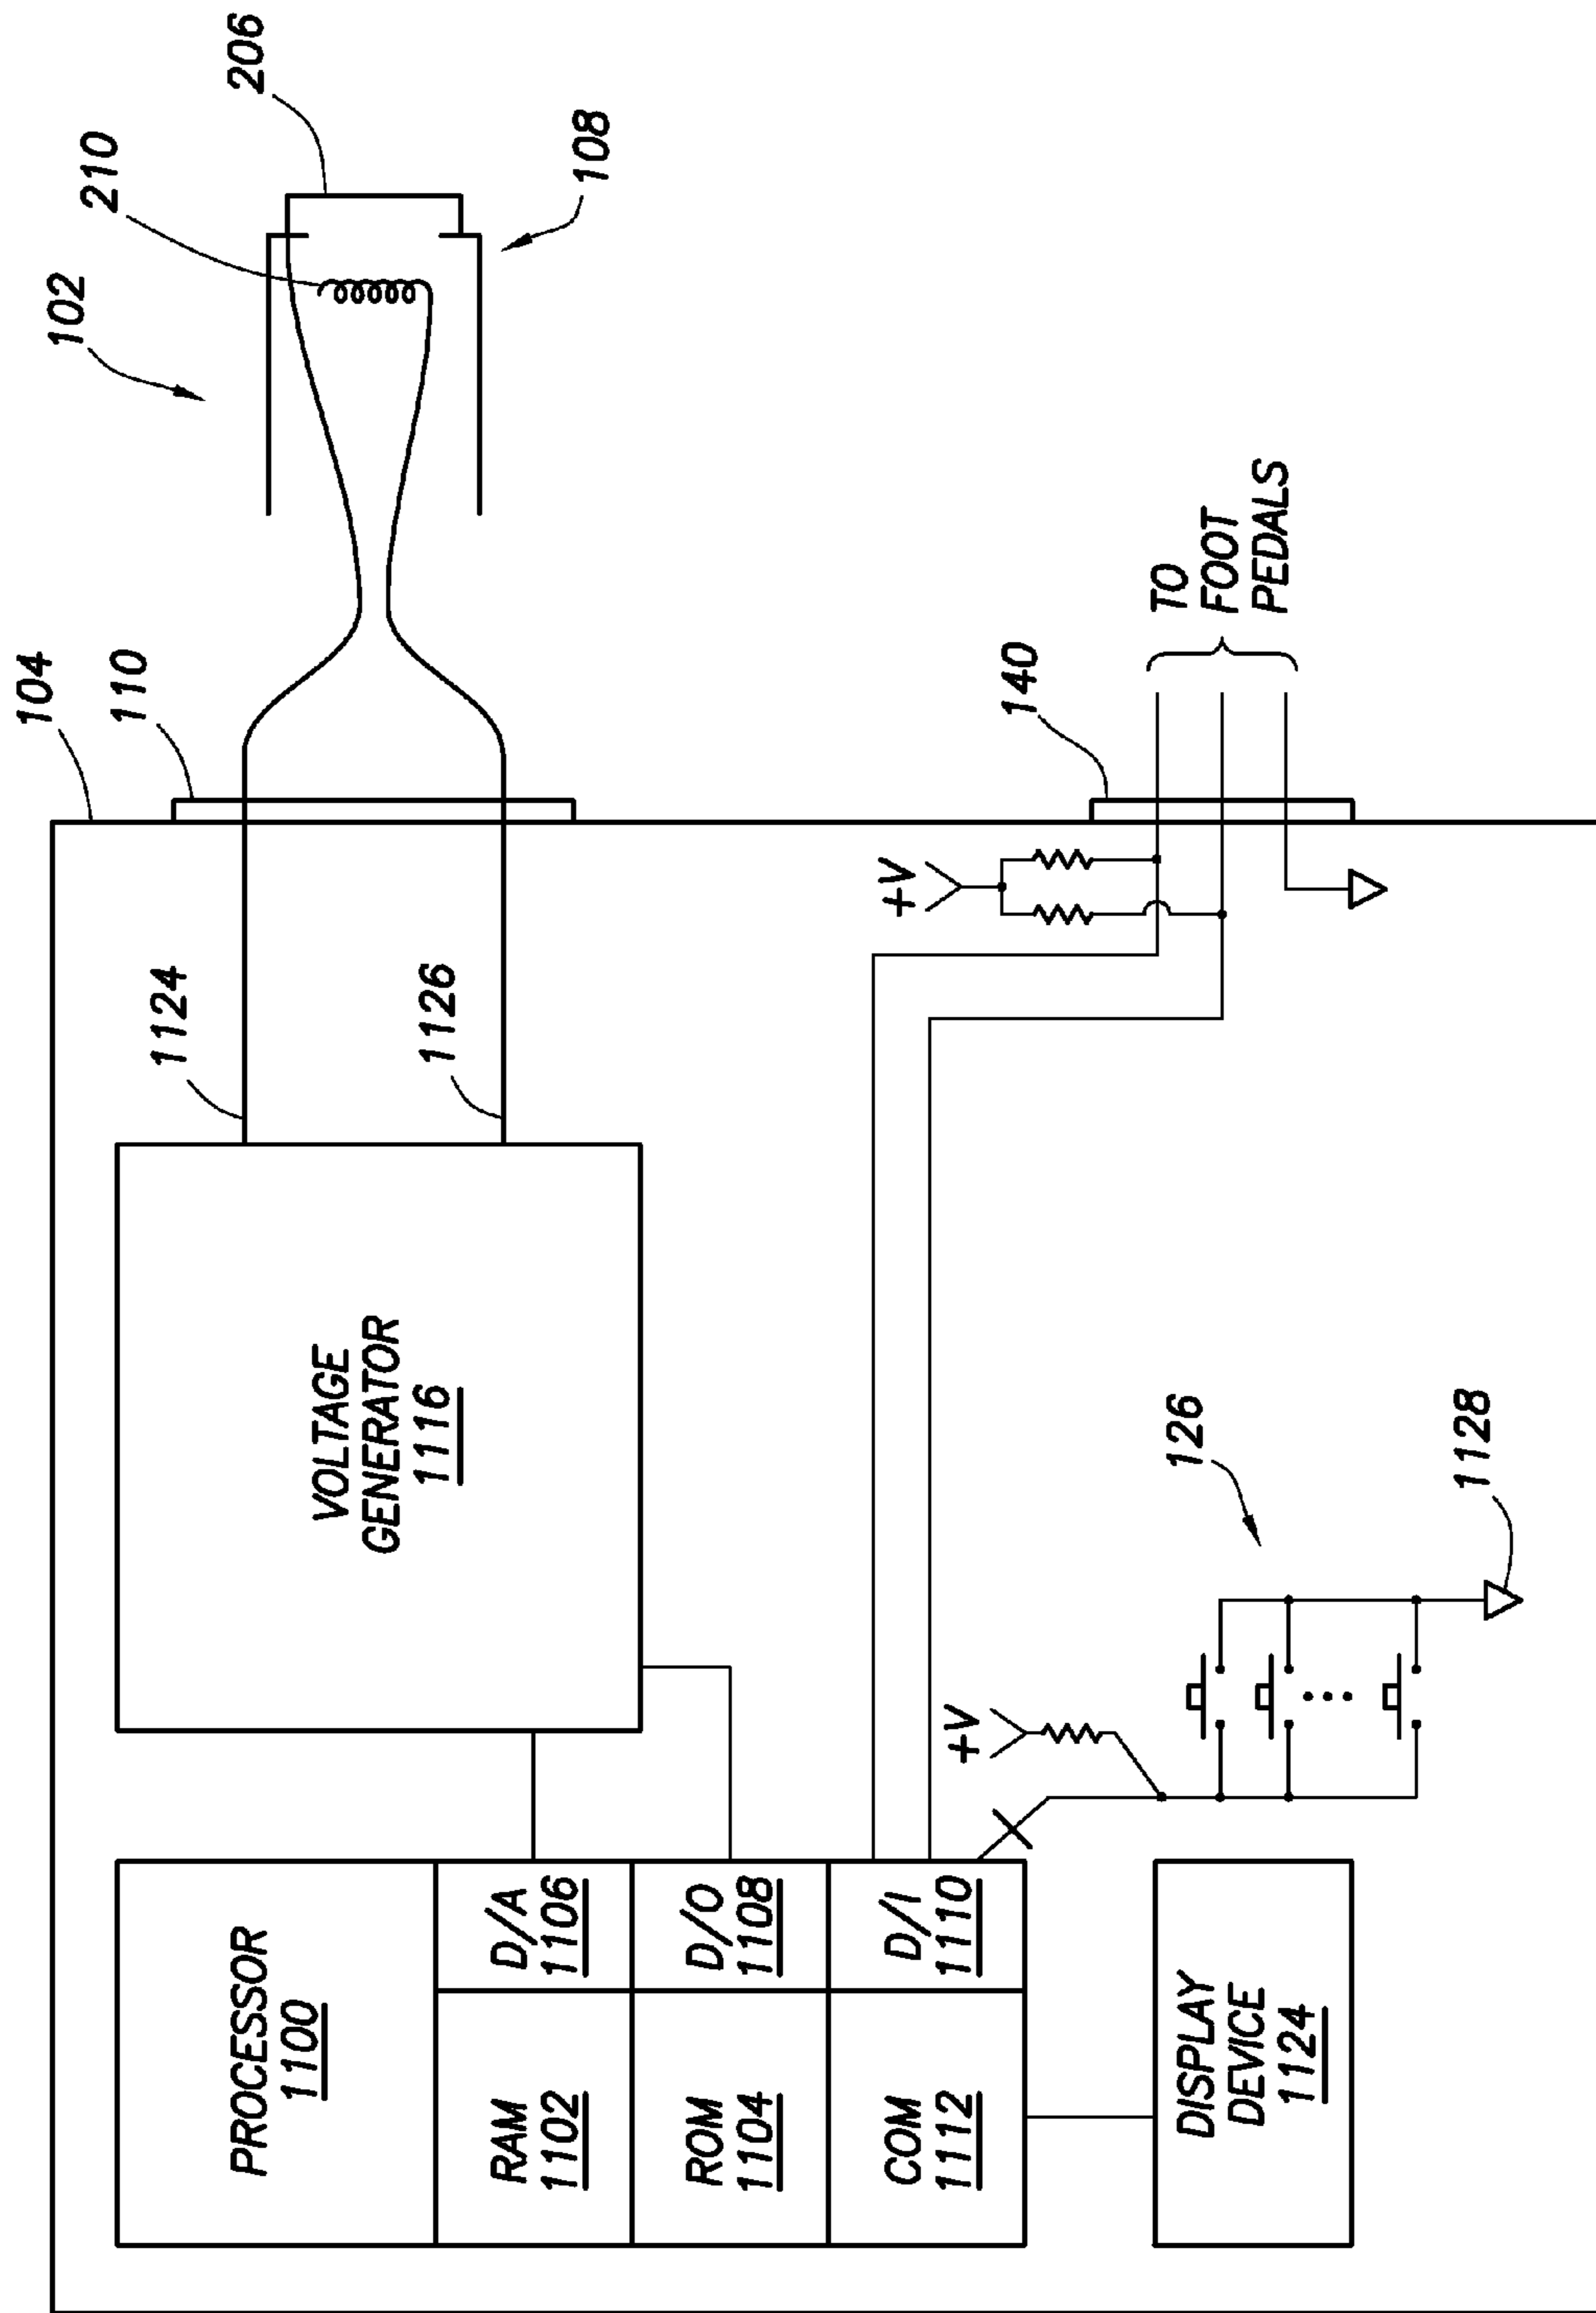 104
110
102
210
206
108
1124
1126
VOLTAGE
GENERATOR
1116
PROCESSOR
1100
RAM
1102
D/A
1106
ROM
1104
D/O
1108
COM
1112
D/I
1110
+V
140
TO
FOOT
PEDALS
+V
126
1128
DISPLAY
DEVICE
1124